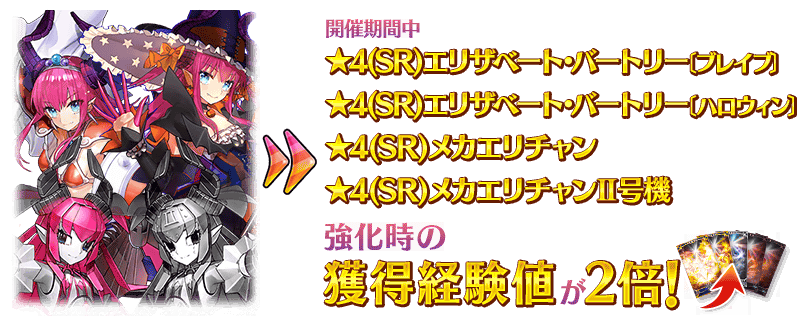 開催期間中
★4(SR)エリザベート・バートリー〔ブレイブ〕
★4(SR)エリザベート・バートリー〔ハロウィン〕
★4(SR)メカエリチャン
★4(SR)メカエリチャンⅡ号機
強化時の
獲得経験値が2倍!